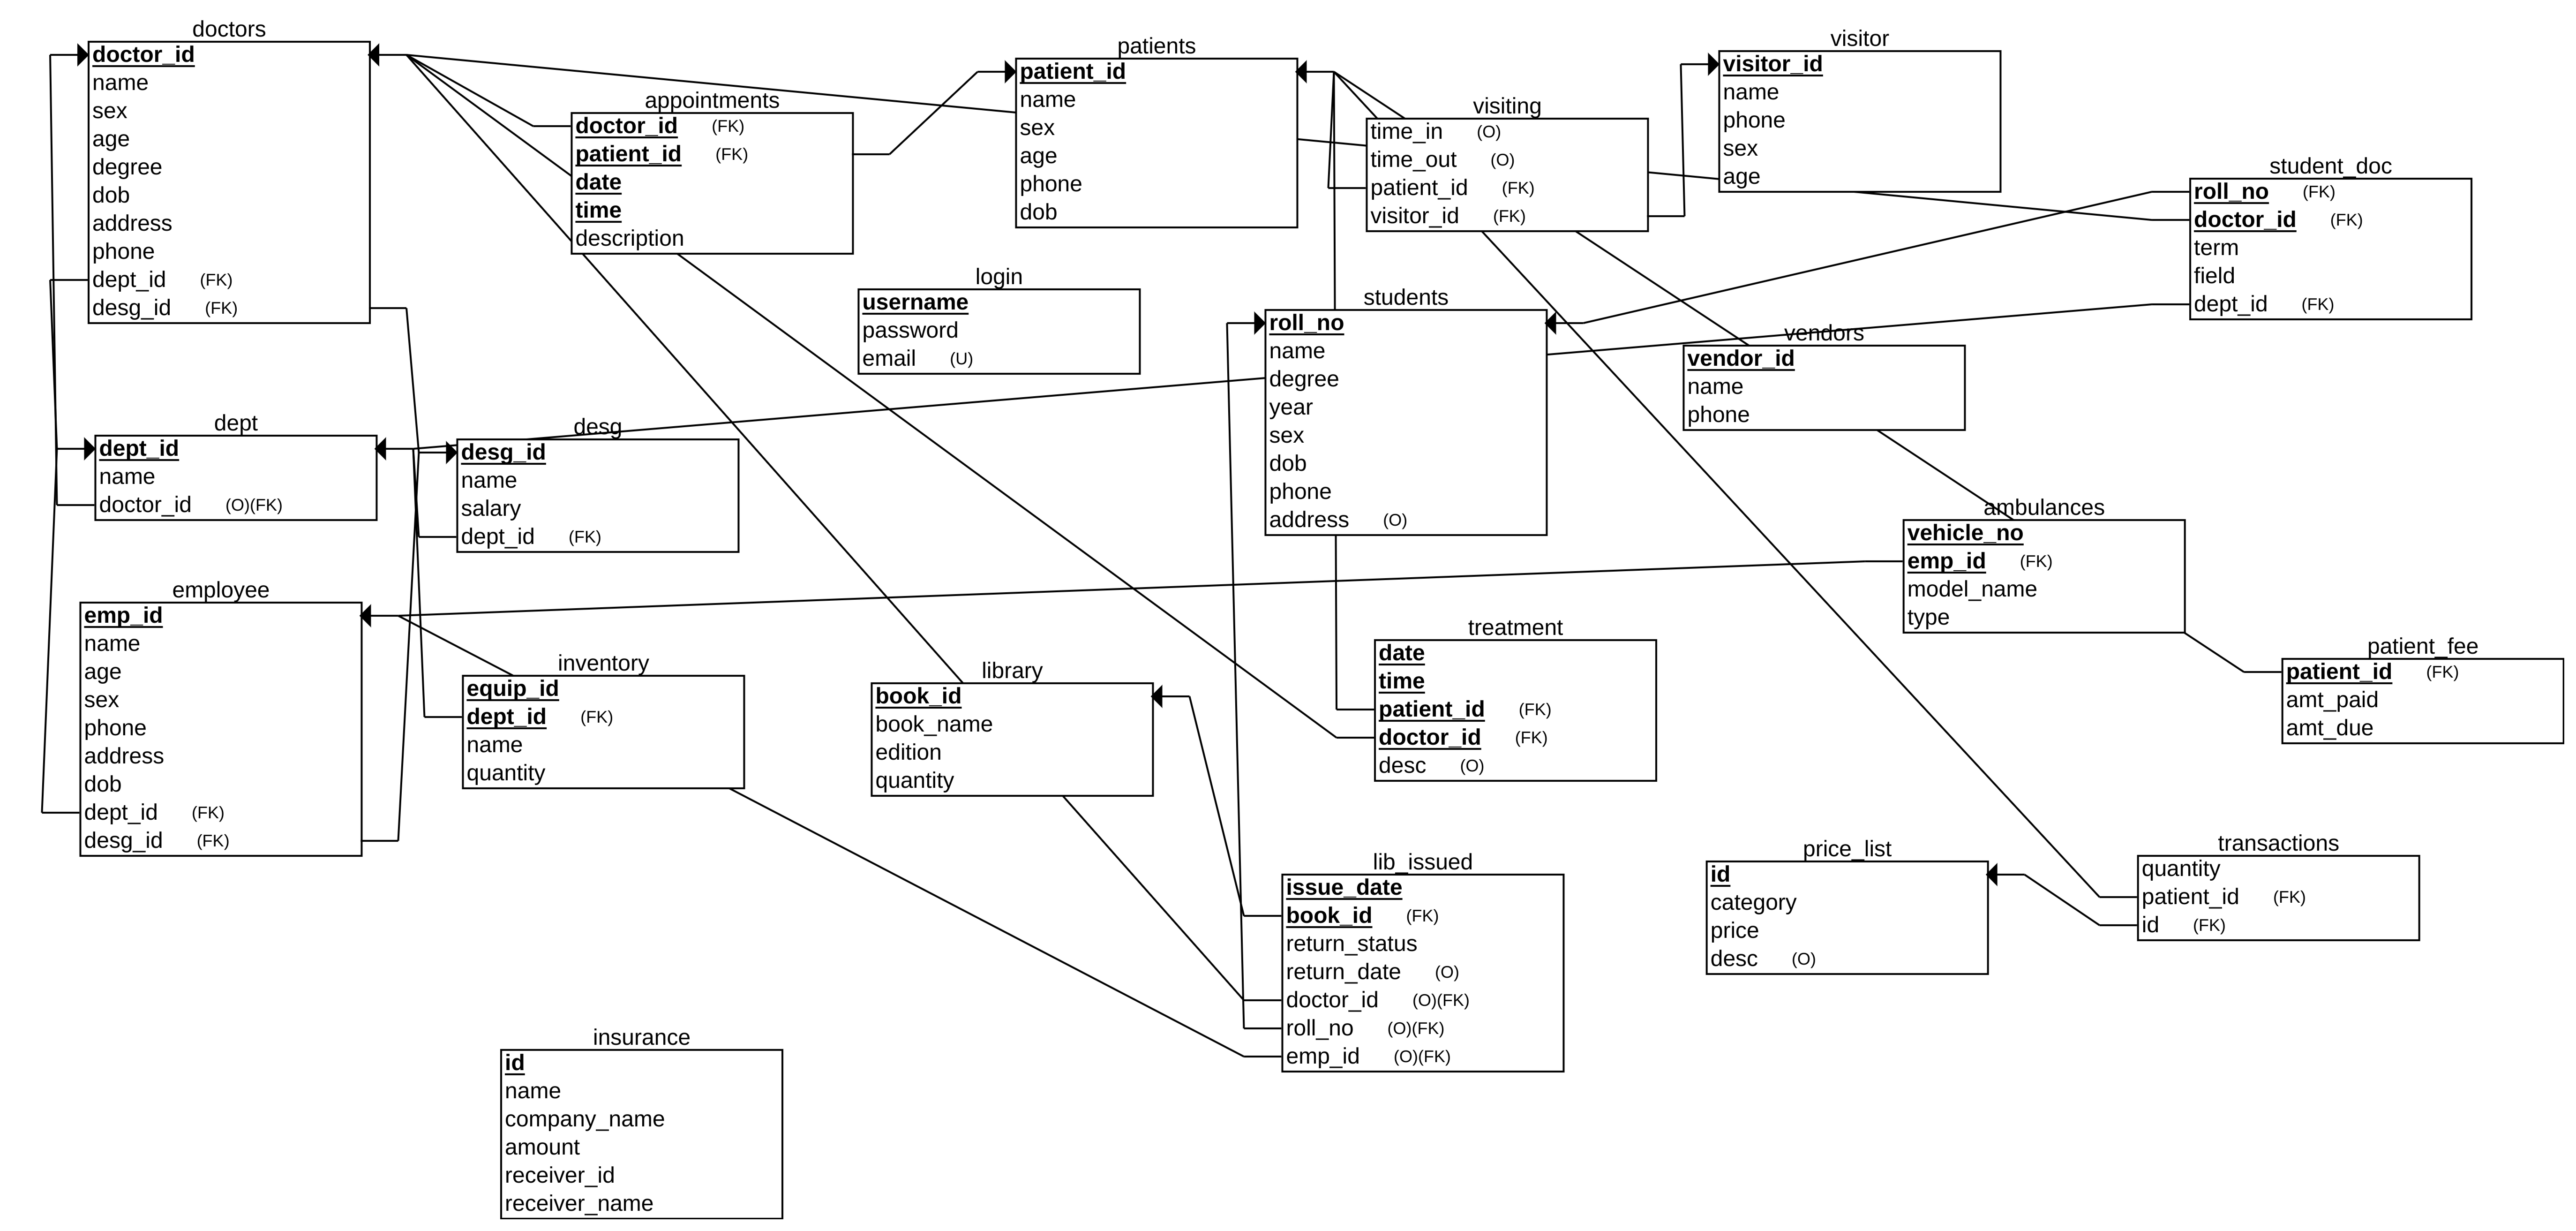 doctors
doctor_id
name
sex
age
degree
dob
address
phone
dept_id (FK)
desg_id (FK)
appointments
doctor_id (FK)
patient_id (FK)
date
time
description
patients
patient_id
name
sex
age
phone
dob
visiting
time_in (O)
time_out (O)
patient_id (FK)
visitor_id (FK)
visitor
visitor_id
name
phone
sex
age
student_doc
roll_no (FK)
doctor_id (FK)
term
field
dept_id (FK)
login
username
password
email (U)
students
roll_no
name
degree
year
sex
dob
phone
address (O)
vendors
vendor_id
name
phone
dept
dept_id
name
doctor_id (O)(FK)
desg
desg_id
name
salary
dept_id (FK)
ambulances
vehicle_no
emp_id (FK)
model_name
type
employee
emp_id
name
age
sex
phone
address
dob
dept_id (FK)
desg_id (FK)
inventory
equip_id
dept_id (FK)
name
quantity
library
book_id
book_name
edition
quantity
treatment
date
time
patient_id (FK)
doctor_id (FK)
desc (O)
patient_fee
patient_id (FK)
amt_paid
amt_due
lib_issued
issue_date
book_id (FK)
return_status
return_date (O)
doctor_id (O)(FK)
roll_no (O)(FK)
emp_id (O)(FK)
price_list
id
category
price
desc (O)
transactions
quantity
patient_id (FK)
id (FK)
insurance
id
name
company_name
amount
receiver_id
receiver_name